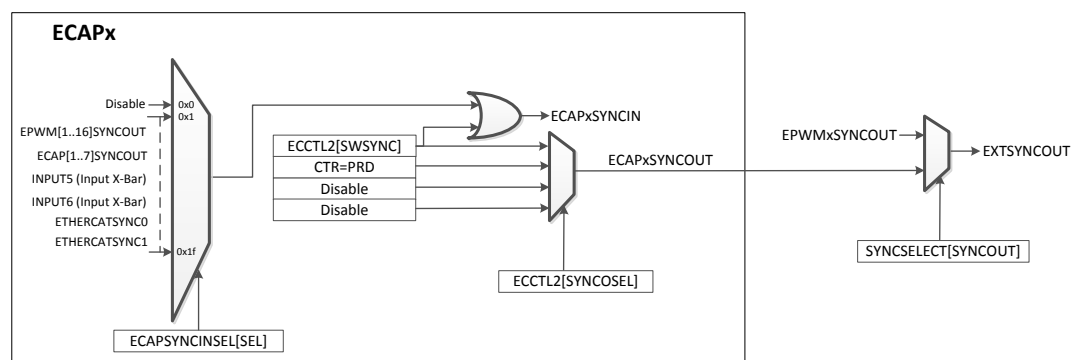 ECAPx
Disable
0x0
0x1
EPWM[1..16]SYNCOUT
ECAP[1..7]SYNCOUT
INPUT5 (Input X-Bar)
INPUT6 (Input X-Bar)
ETHERCATSYNC0
ETHERCATSYNC1
0x1f
ECAPSYNCINSEL[SEL]
ECAPxSYNCIN
ECCTL2[SWSYNC]
CTR=PRD
Disable
Disable
ECAPxSYNCOUT
ECCTL2[SYNCOSEL]
EPWMxSYNCOUT
EXTSYNCOUT
SYNCSELECT[SYNCOUT]